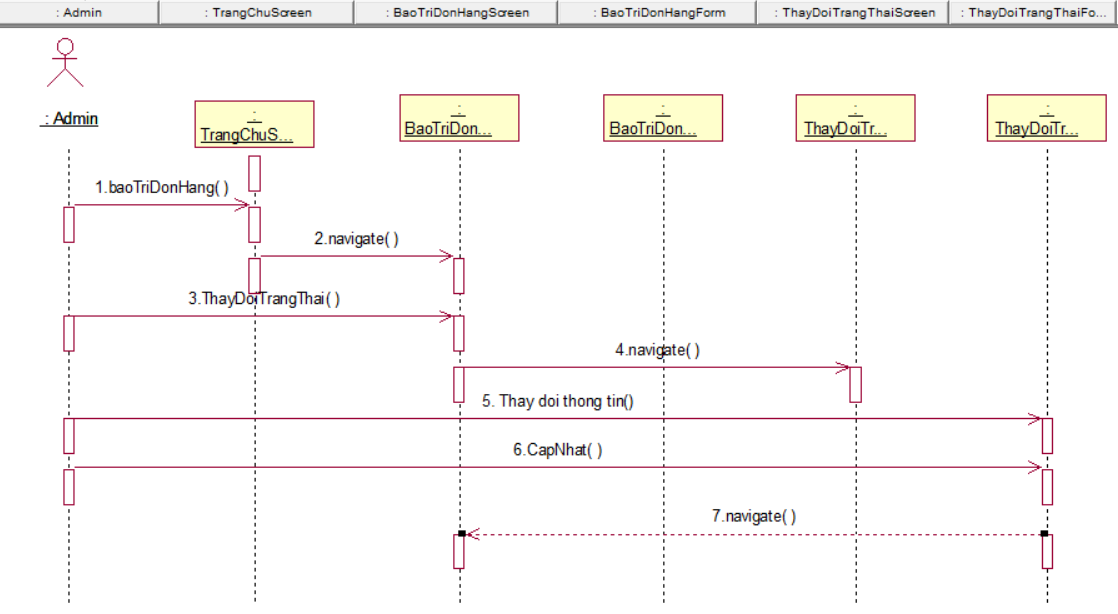 : Admin
: TrangChuScreen
: BaoTriDonHangScreen
: BaoTriDonHangForm
: ThayDoiTrangThaiScreen
: ThayDoiTrangThaiFo...
: Admin
:
TrangChuS...
:
BaoTriDon...
:
BaoTriDon...
:
ThayDoiTr...
:
ThayDoiTr...
1.baoTriDonHang( )
2.navigate( )
3.ThayDoiTrangThai( )
4.navigate( )
5. Thay doi thong tin()
6.CapNhat( )
7.navigate( )